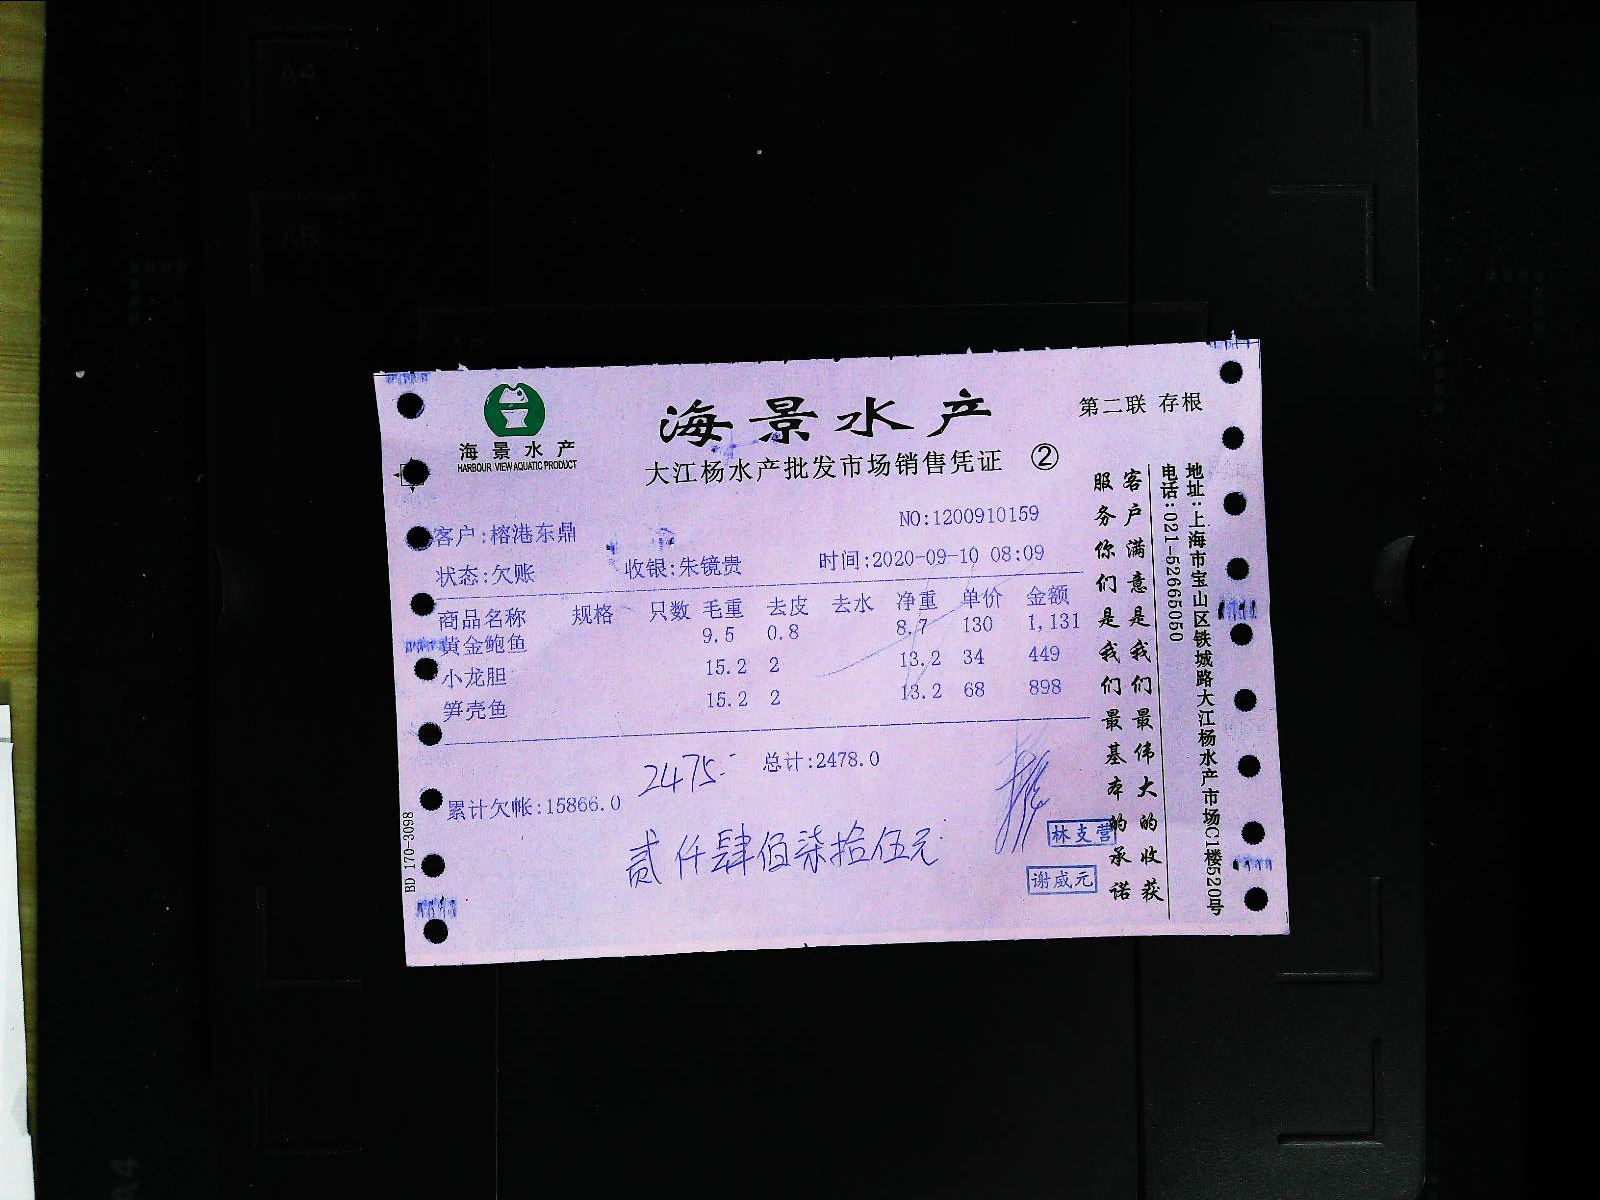 海景水产
HARBOUR VIEW AQUATIC PRODUCT
海景水产
大江杨水产批发市场销售凭证 ②
第二联 存根
NO:1200910159
客户:榕港东鼎
状态:欠账 收银:朱镜贵 时间:2020-09-10 08:09
商品名称 规格 只数 毛重 去皮 去水 净重 单价 金额
黄金鲍鱼 9.5 0.8 8.7 130 1,131
小龙胆 15.2 2 13.2 34 449
笋壳鱼 15.2 2 13.2 68 898
2475.- 总计:2478.0
累计欠帐:15866.0
贰仟肆佰柒拾伍元
林支营
谢威元
客户满意是我们最伟大的收获
服务你们是我们最基本的承诺
地址:上海市宝山区铁城路大江杨水产市场C1楼520号
电话:021-52665050
BD 170-3098
A4
A5
A4